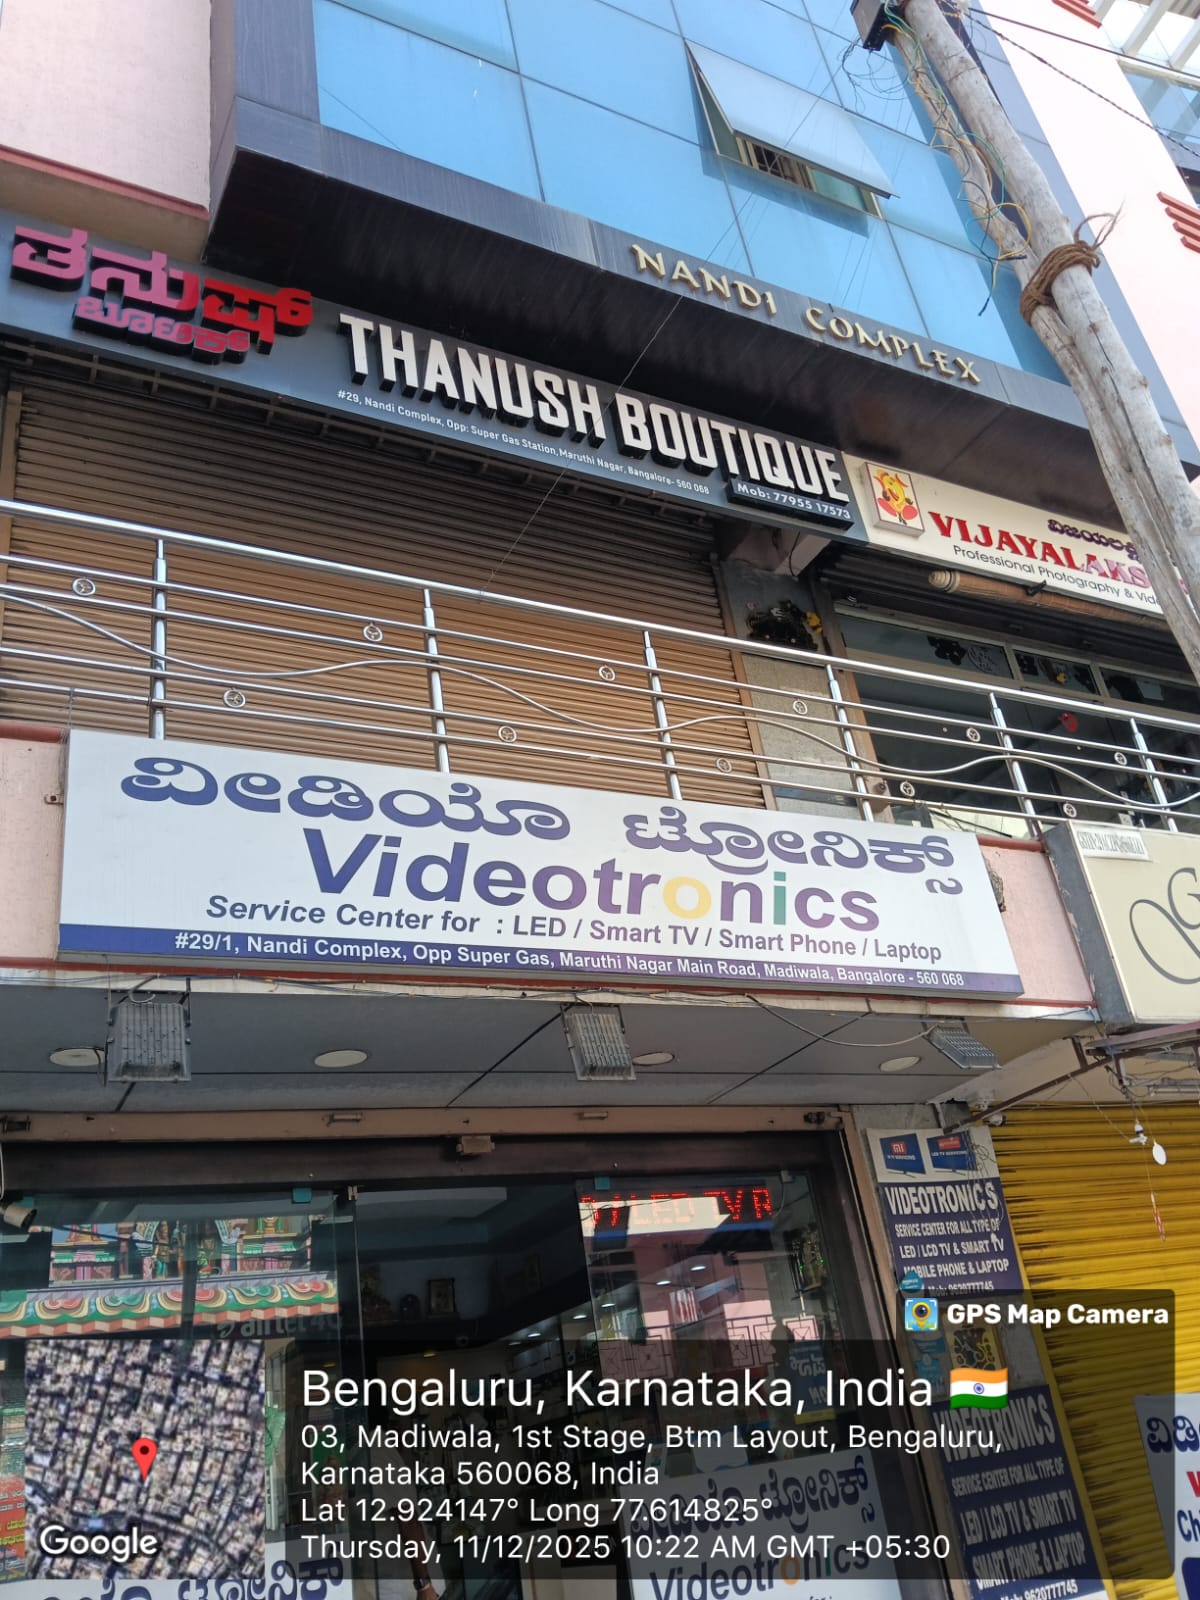 NANDI COMPLEX
ತನುಷ್
ಬೂಟಿಕ್
THANUSH BOUTIQUE
#29, Nandi Complex, Opp: Super Gas Station, Maruthi Nagar, Bangalore- 560 068
Mob: 77955 17573
VIJAYALAKS
Professional Photography &
ವೀಡಿಯೋ ಟ್ರೋನಿಕ್ಸ್
Videotronics
Service Center for : LED / Smart TV / Smart Phone / Laptop
#29/1, Nandi Complex, Opp Super Gas, Maruthi Nagar Main Road, Madiwala, Bangalore - 560 068
LED TV R
VIDEOTRONICS
SERVICE CENTER FOR ALL TYPE OF
LED / LCD TV & SMART TV
MOBILE PHONE & LAPTOP
Mob: 9620777745
airtel 4G
GPS Map Camera
Bengaluru, Karnataka, India
03, Madiwala, 1st Stage, Btm Layout, Bengaluru,
Karnataka 560068, India
Lat 12.924147° Long 77.614825°
Thursday, 11/12/2025 10:22 AM GMT +05:30
Google
VIDEOTRONICS
SERVICE CENTER FOR ALL TYPE OF
LED / LCD TV & SMART TV
SMART PHONE & LAPTOP
Mob: 9620777745
ಟ್ರೋನಿಕ್ಸ್
Videotronics